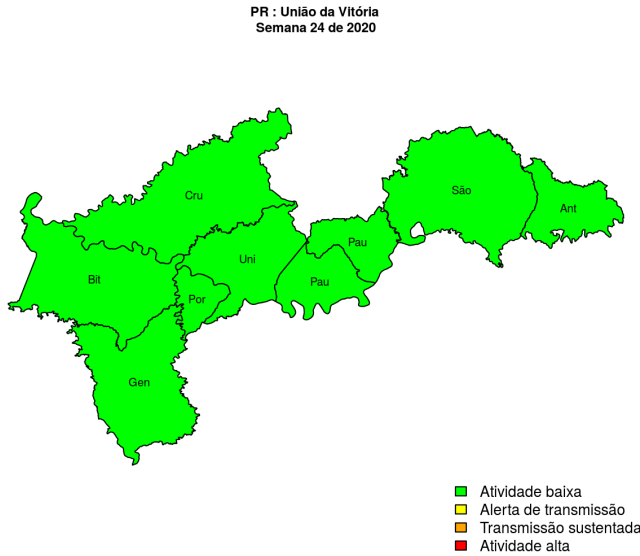 PR : União da Vitória
Semana 24 de 2020
Cru
São
Ant
Pau
Uni
Bit
Pau
Por
Gen
Atividade baixa
Alerta de transmissão
Transmissão sustentada
Atividade alta